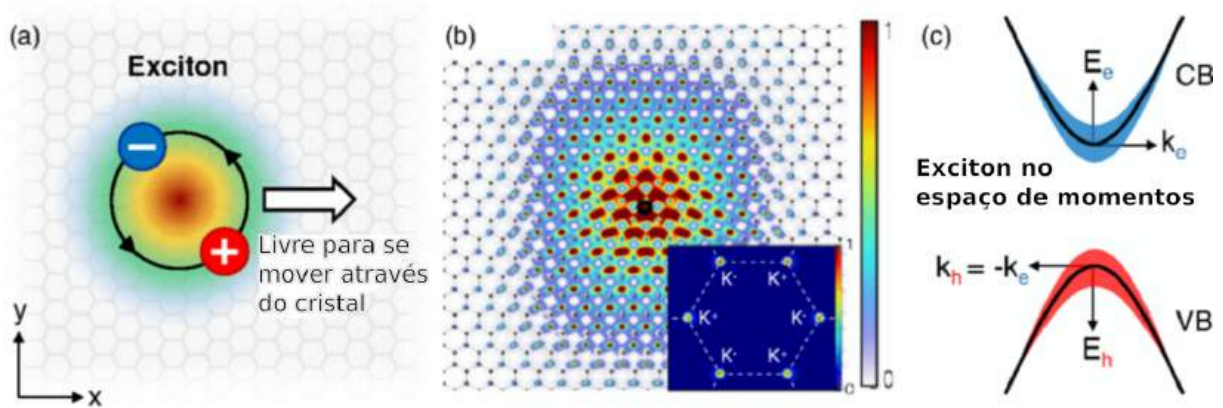 (a)
Exciton
−
+
Livre para se
mover através
do cristal
y
x
(b)
1
0
1
0
K⁻ K⁺
K⁺ K⁻
K⁻ K⁺
(c)
Eₑ
CB
kₑ
Exciton no
espaço de momentos
kₕ = -kₑ
VB
Eₕ